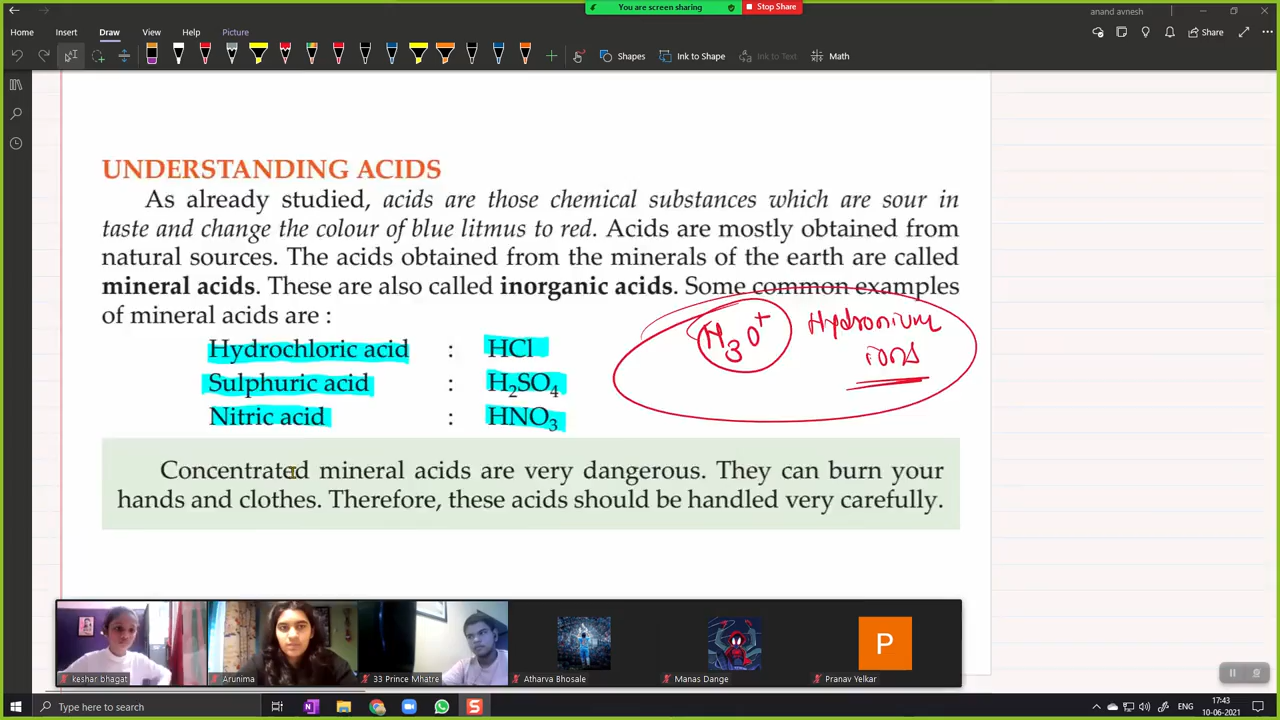 You are screen sharing Stop Share
anand avnesh
Home Insert Draw View Help Picture
Share
Shapes Ink to Shape Ink to Text Math
UNDERSTANDING ACIDS
As already studied, acids are those chemical substances which are sour in
taste and change the colour of blue litmus to red. Acids are mostly obtained from
natural sources. The acids obtained from the minerals of the earth are called
mineral acids. These are also called inorganic acids. Some common examples
of mineral acids are :
H₃O⁺ Hydronium
ions
Hydrochloric acid : HCl
Sulphuric acid : H₂SO₄
Nitric acid : HNO₃
Concentrated mineral acids are very dangerous. They can burn your
hands and clothes. Therefore, these acids should be handled very carefully.
P
keshar bhagat Arunima 33 Prince Mhatre Atharva Bhosale Manas Dange Pranav Yelkar
Type here to search
ENG
17:43
10-06-2021